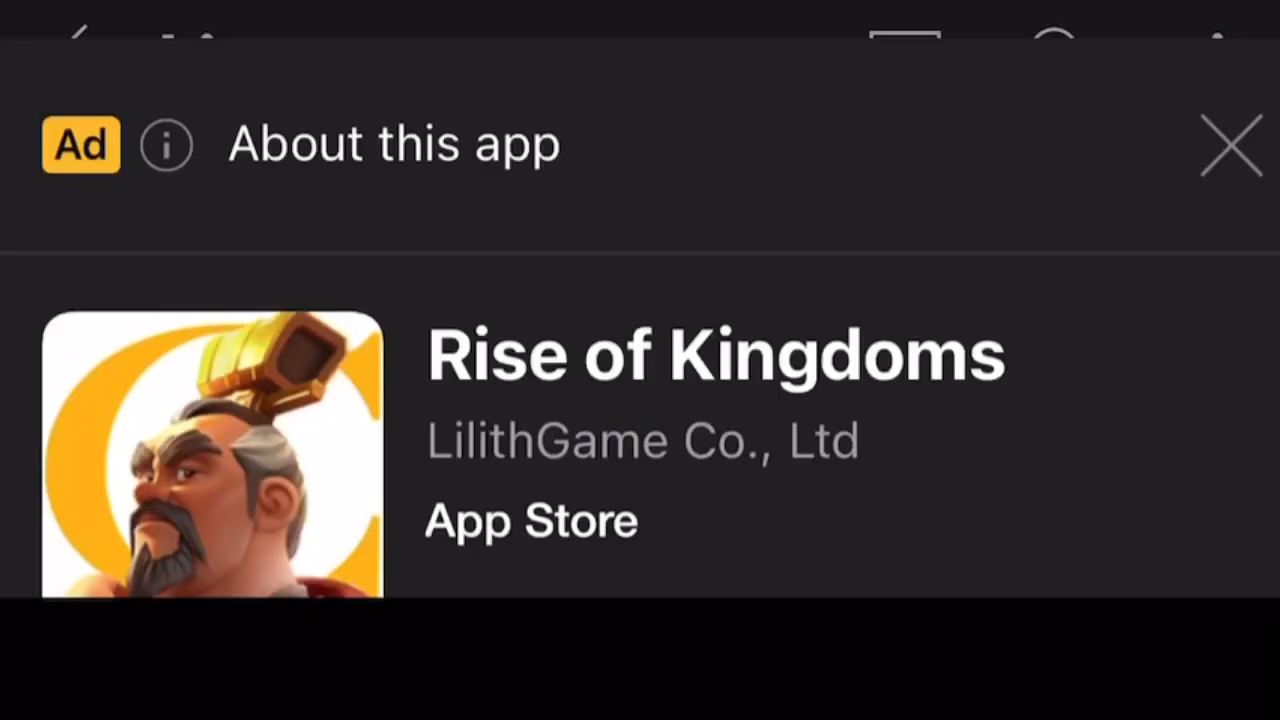 Ad About this app
Rise of Kingdoms
LilithGame Co., Ltd
App Store